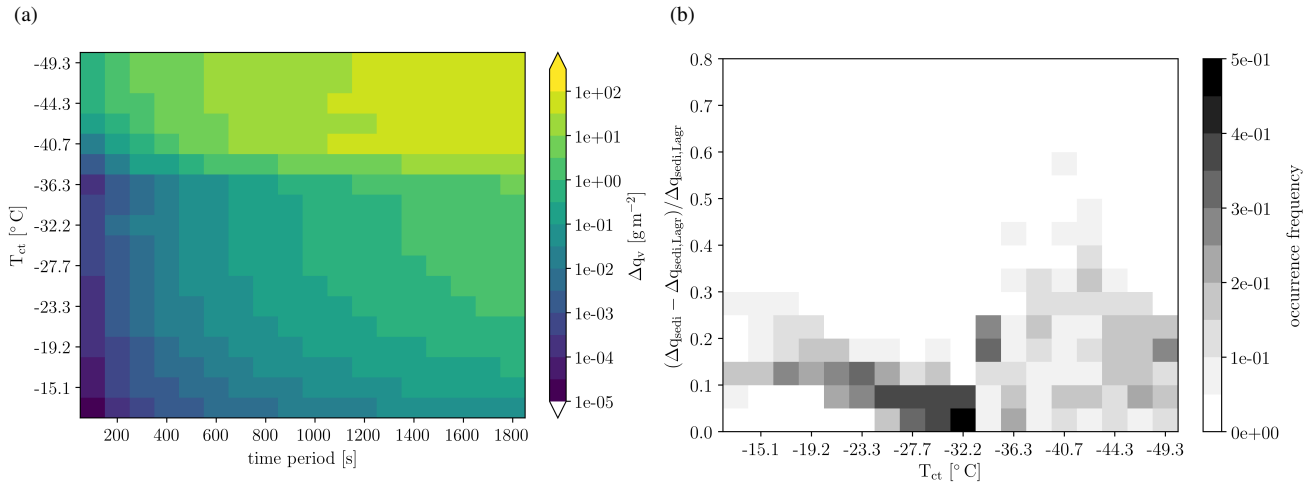 (a)
-49.3
-44.3
-40.7
-36.3
-32.2
-27.7
-23.3
-19.2
-15.1
T_ct [°C]
200 400 600 800 1000 1200 1400 1600 1800
time period [s]
1e+02
1e+01
1e+00
1e-01
1e-02
1e-03
1e-04
1e-05
Δq_v [g m⁻²]
(b)
0.8
0.7
0.6
0.5
0.4
0.3
0.2
0.1
0.0
(Δq_sedi − Δq_sedi,Lagr)/Δq_sedi,Lagr
-15.1 -19.2 -23.3 -27.7 -32.2 -36.3 -40.7 -44.3 -49.3
T_ct [°C]
5e-01
4e-01
3e-01
2e-01
1e-01
0e+00
occurrence frequency